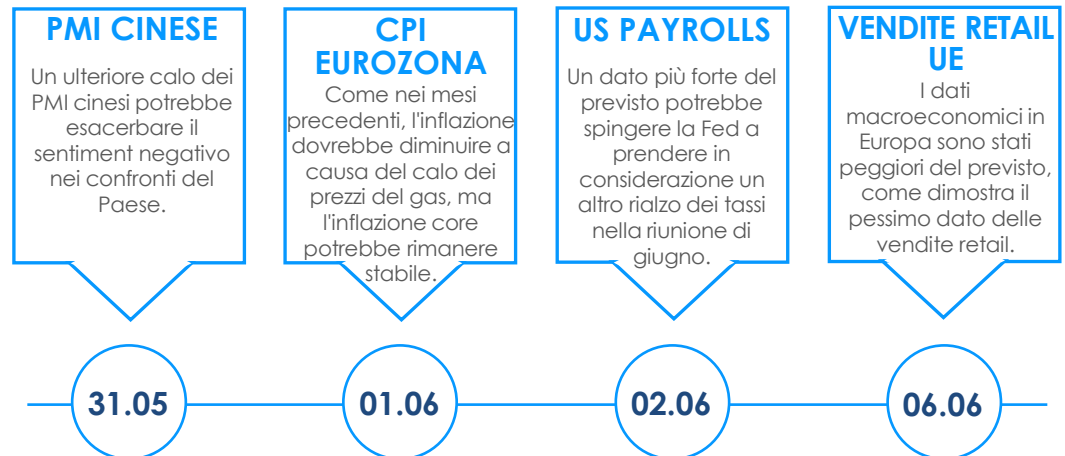 PMI CINESE
Un ulteriore calo dei
PMI cinesi potrebbe
esacerbare il
sentiment negativo
nei confronti del
Paese.
CPI
EUROZONA
Come nei mesi
precedenti, l'inflazione
dovrebbe diminuire a
causa del calo dei
prezzi del gas, ma
l'inflazione core
potrebbe rimanere
stabile.
US PAYROLLS
Un dato più forte del
previsto potrebbe
spingere la Fed a
prendere in
considerazione un
altro rialzo dei tassi
nella riunione di
giugno.
VENDITE RETAIL
UE
I dati
macroeconomici in
Europa sono stati
peggiori del previsto,
come dimostra il
pessimo dato delle
vendite retail.
31.05
01.06
02.06
06.06